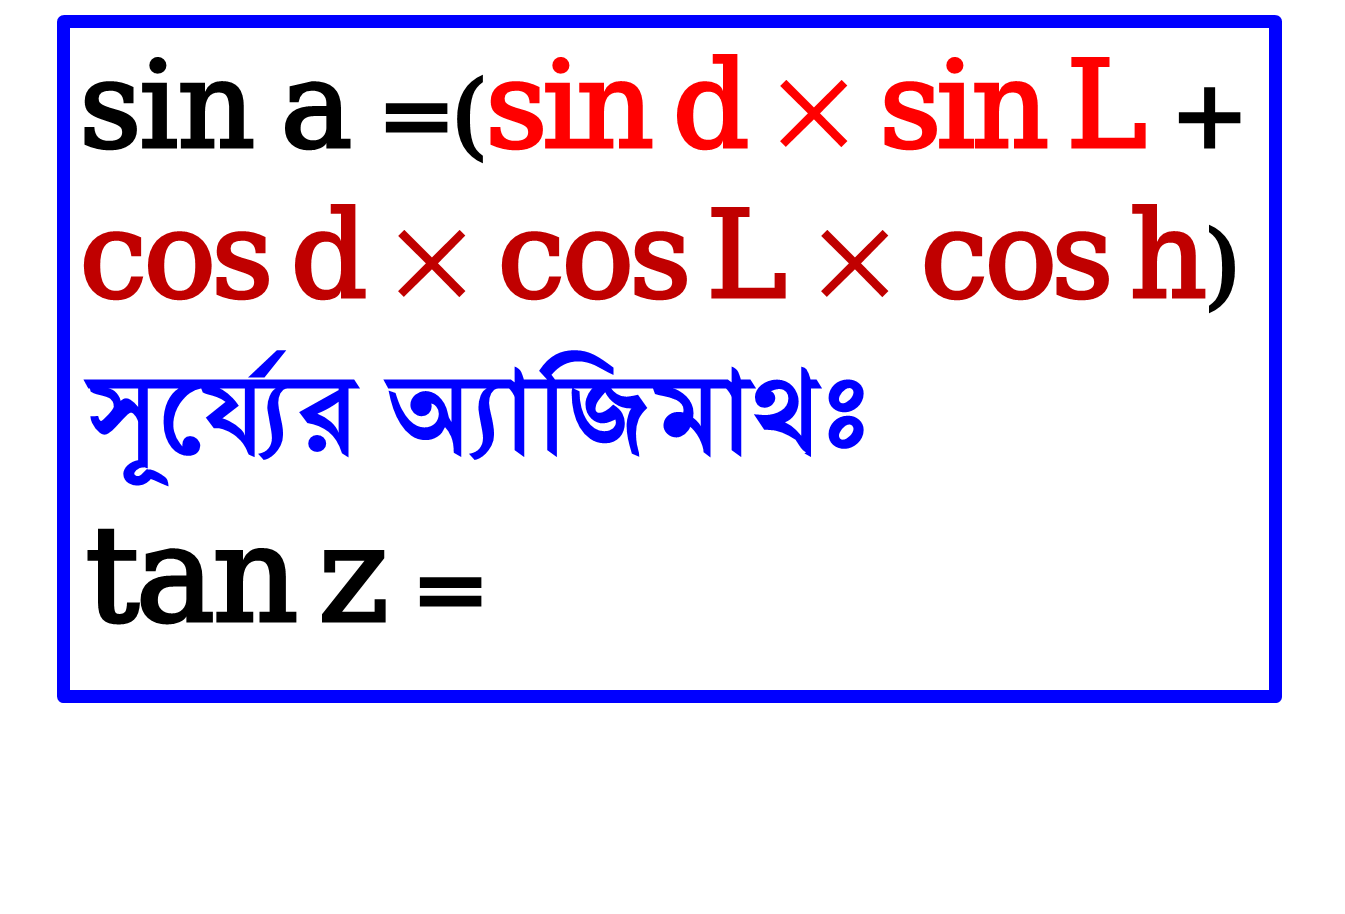 sin a =(sin d × sin L +
cos d × cos L × cos h)
সূর্য্যের অ্যাজিমাথঃ
tan z =